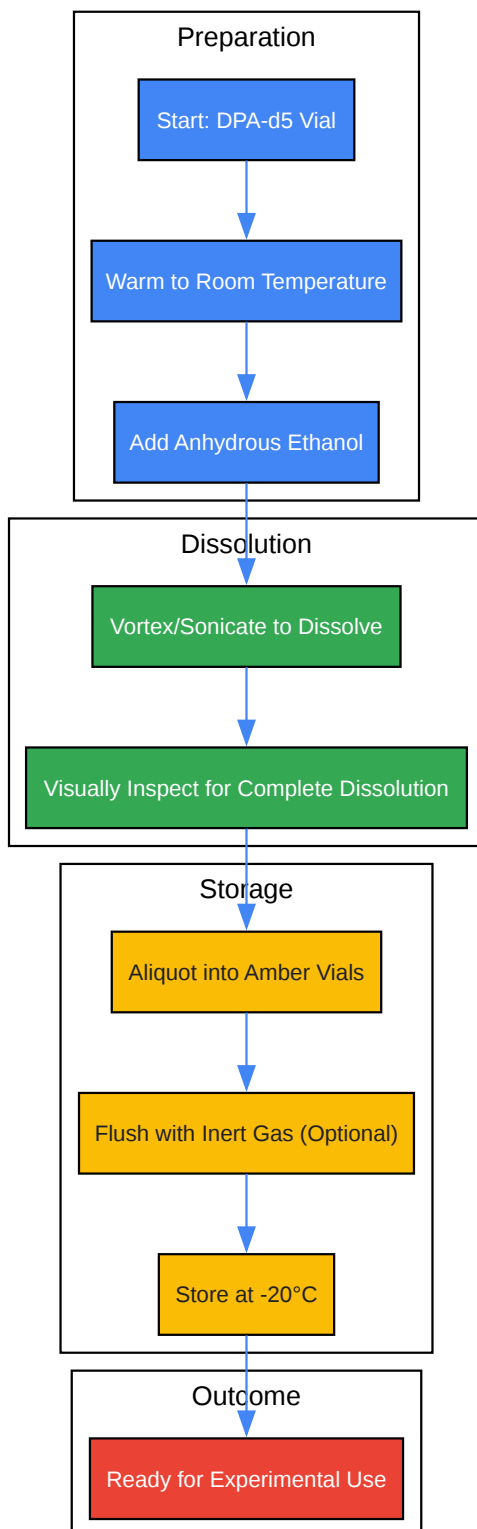 Preparation
Start: DPA-d5 Vial
Warm to Room Temperature
Add Anhydrous Ethanol
Dissolution
Vortex/Sonicate to Dissolve
Visually Inspect for Complete Dissolution
Storage
Aliquot into Amber Vials
Flush with Inert Gas (Optional)
Store at -20°C
Outcome
Ready for Experimental Use